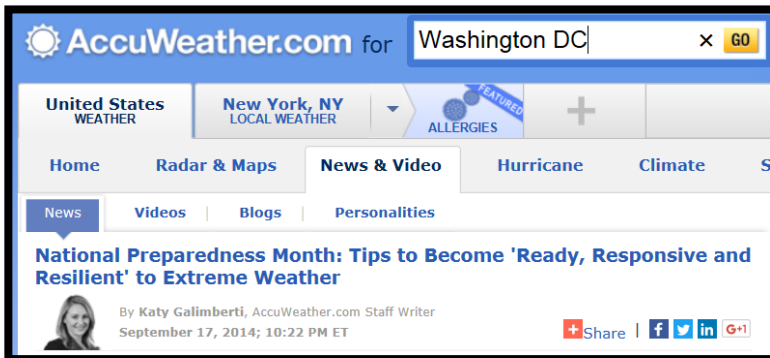 AccuWeather.com for Washington DC × GO
United States New York, NY FEATURED
WEATHER LOCAL WEATHER ALLERGIES
Home Radar & Maps News & Video Hurricane Climate S
News Videos Blogs Personalities
National Preparedness Month: Tips to Become 'Ready, Responsive and
Resilient' to Extreme Weather
By Katy Galimberti, AccuWeather.com Staff Writer
September 17, 2014; 10:22 PM ET
Share | f in G+1